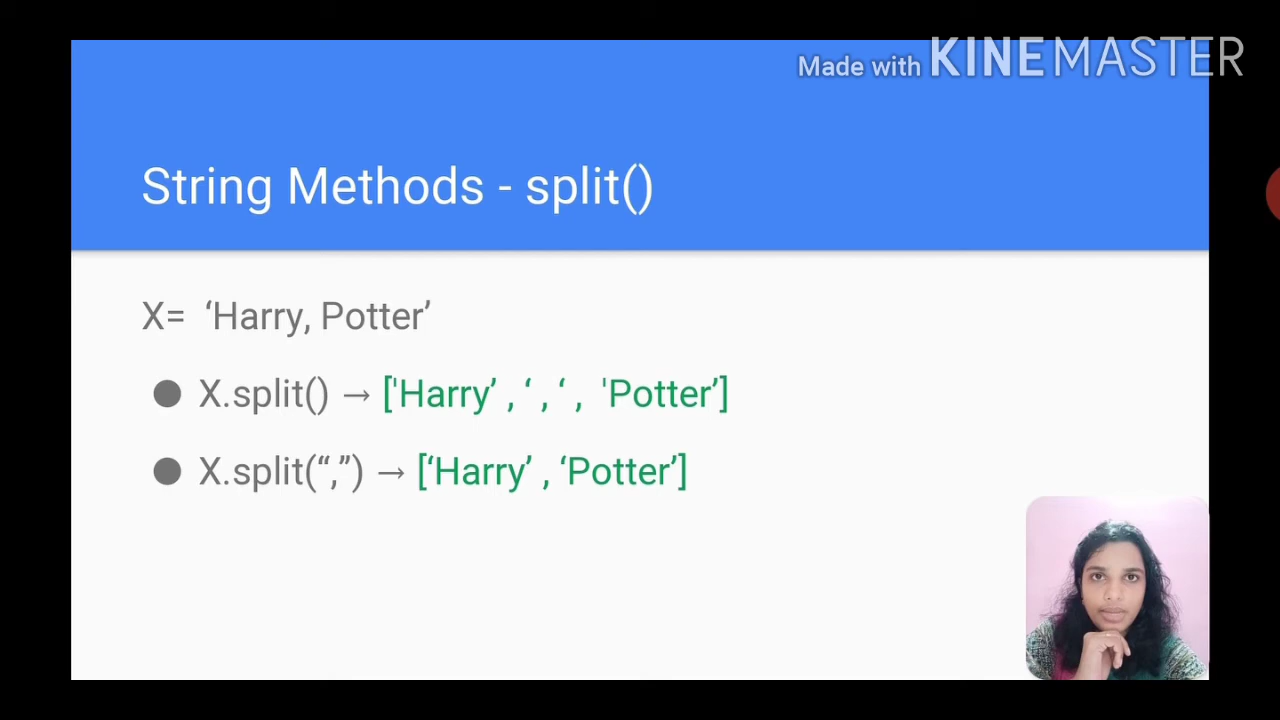 Made with KINEMASTER
String Methods - split()
X= ‘Harry, Potter’
● X.split() → ['Harry’ , ‘ , ‘ , 'Potter’]
● X.split(“,”) → [‘Harry’ , ‘Potter’]